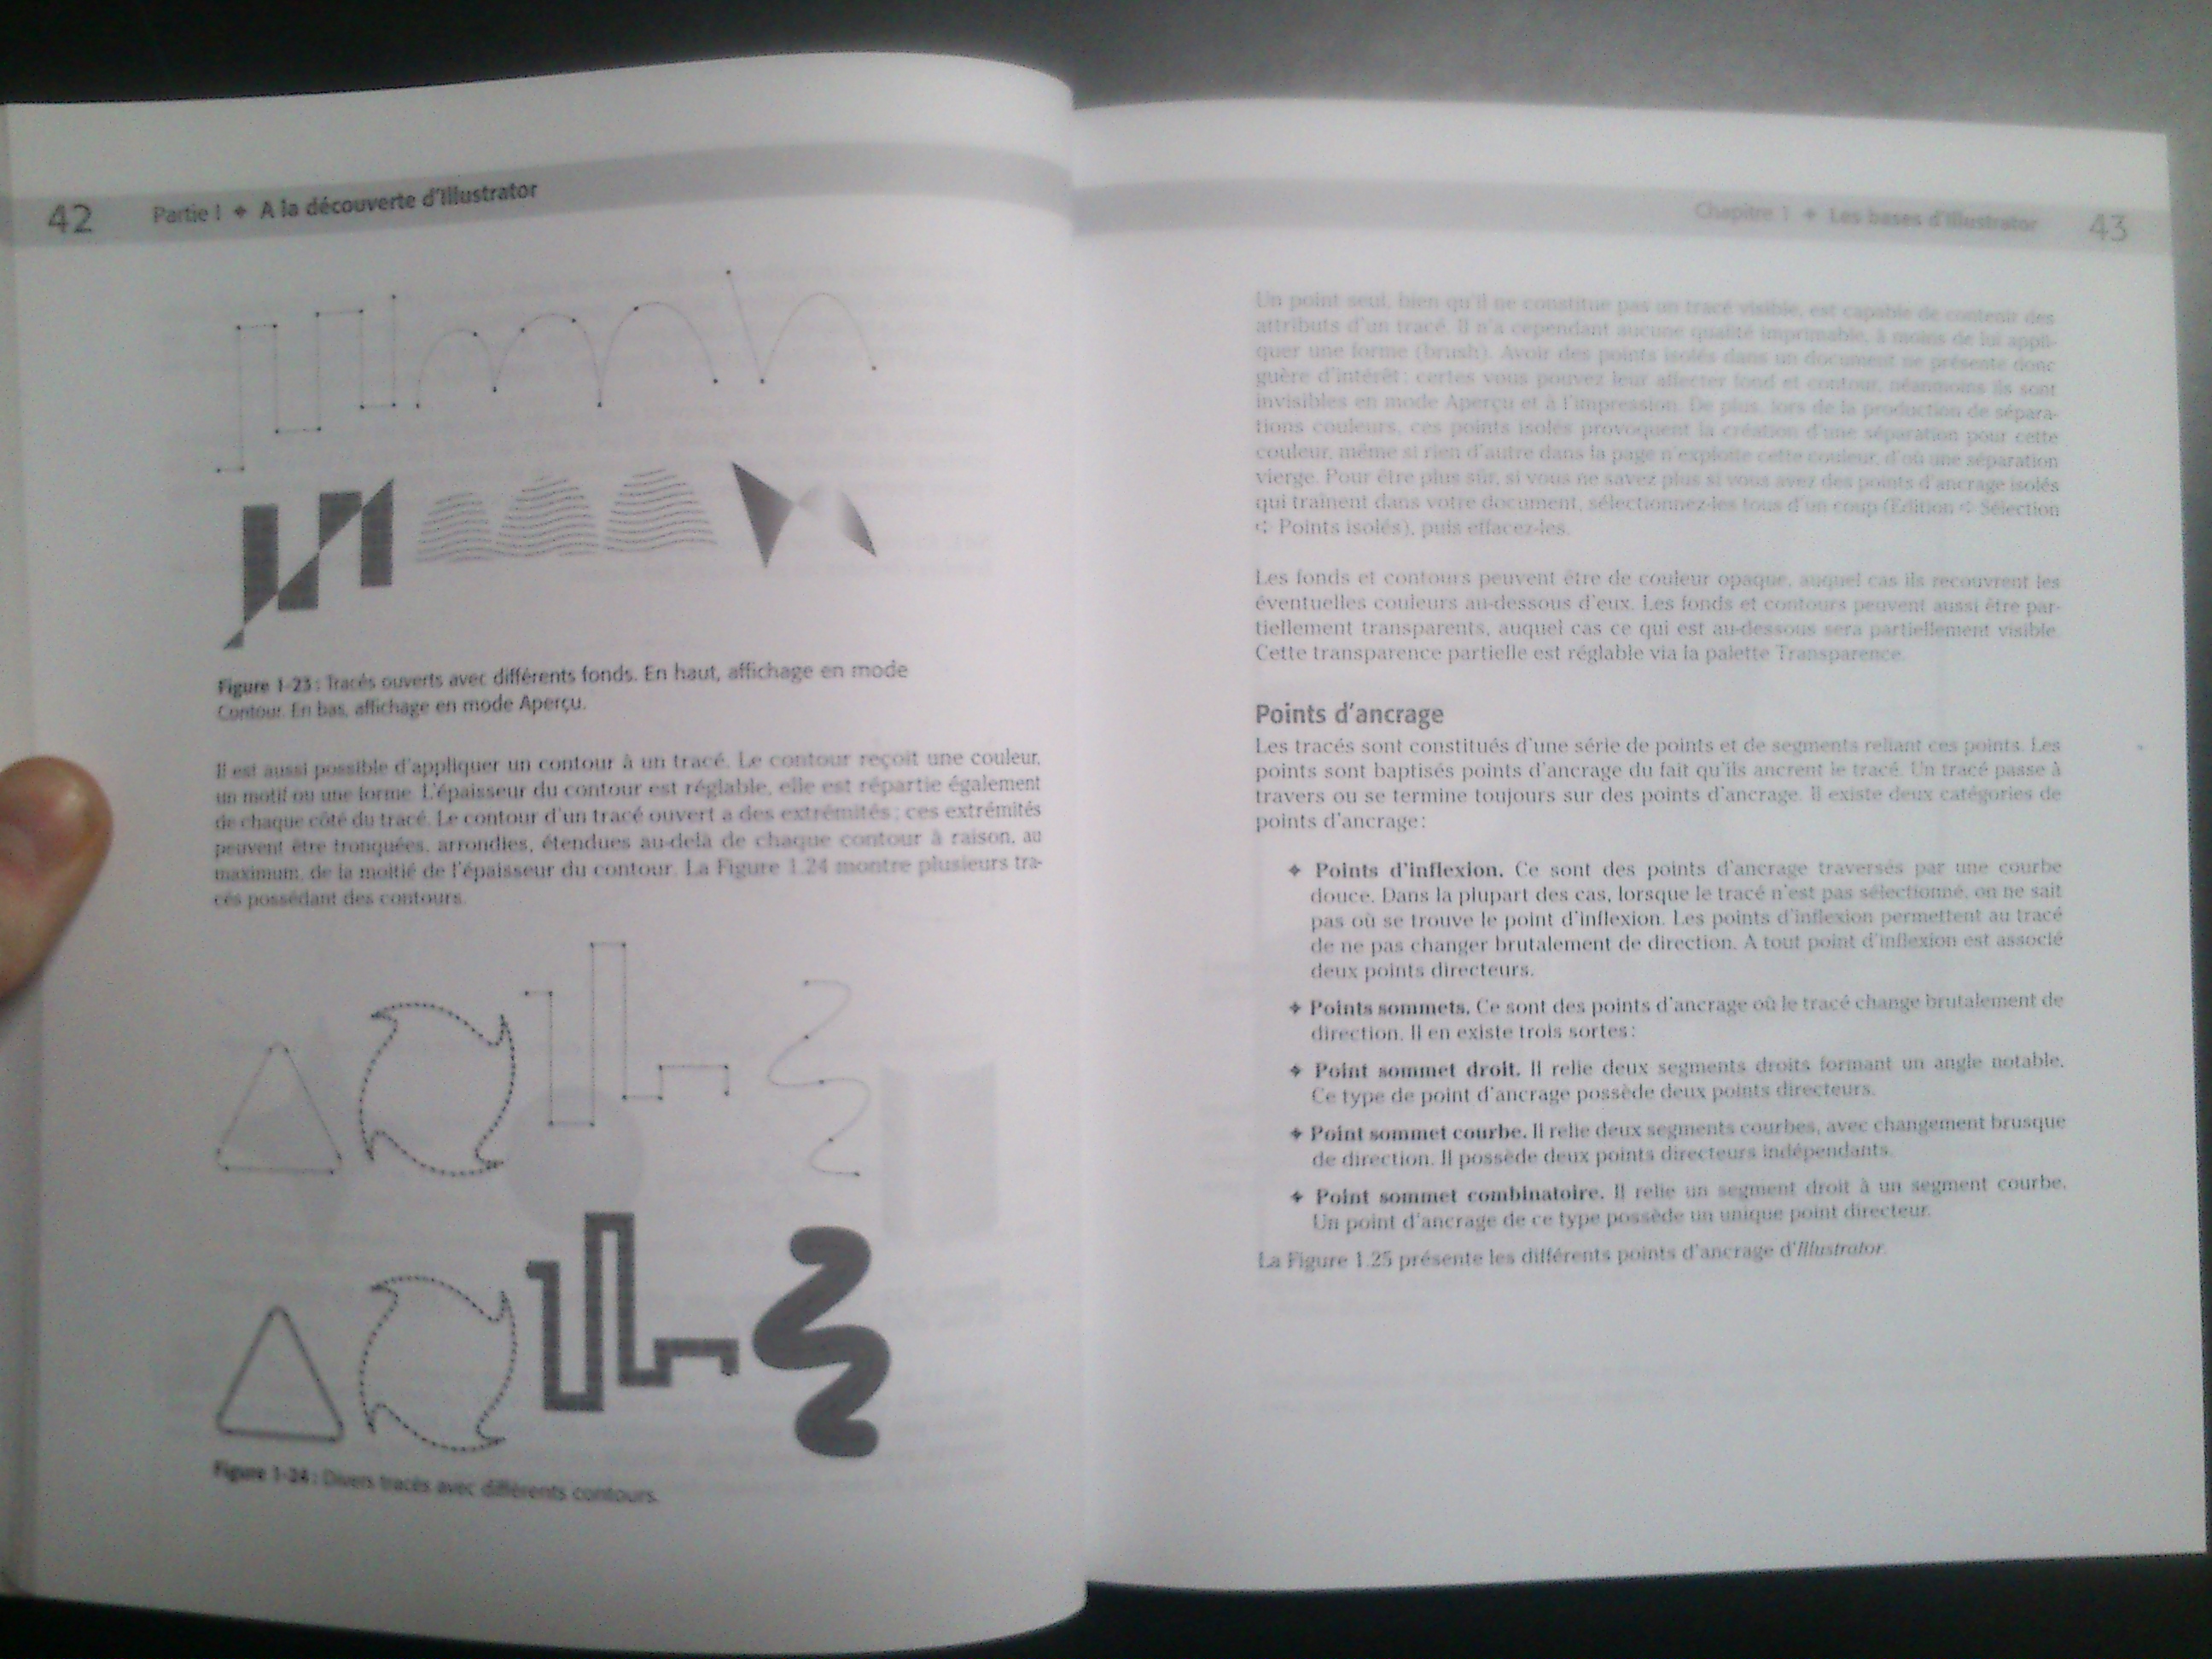 42 Partie I ✦ A la découverte d'Illustrator
Figure 1-23 : Tracés ouverts avec différents fonds. En haut, affichage en mode
Contour. En bas, affichage en mode Aperçu.
Il est aussi possible d'appliquer un contour à un tracé. Le contour reçoit une couleur,
un motif ou une forme. L'épaisseur du contour est réglable, elle est répartie également
de chaque côté du tracé. Le contour d'un tracé ouvert a des extrémités ; ces extrémités
peuvent être tronquées, arrondies, étendues au-delà de chaque contour à raison, au
maximum, de la moitié de l'épaisseur du contour. La Figure 1.24 montre plusieurs tra-
cés possédant des contours.
Figure 1-24 : Divers tracés avec différents contours.
Chapitre 1 ✦ Les bases d'Illustrator 43
Un point seul, bien qu'il ne constitue pas un tracé visible, est capable de contenir des
attributs d'un tracé. Il n'a cependant aucune qualité imprimable, à moins de lui appli-
quer une forme (brush). Avoir des points isolés dans un document ne présente donc
guère d'intérêt : certes vous pouvez leur affecter fond et contour, néanmoins ils sont
invisibles en mode Aperçu et à l'impression. De plus, lors de la production de sépara-
tions couleurs, ces points isolés provoquent la création d'une séparation pour cette
couleur, même si rien d'autre dans la page n'exploite cette couleur, d'où une séparation
vierge. Pour être plus sûr, si vous ne savez plus si vous avez des points d'ancrage isolés
qui traînent dans votre document, sélectionnez-les tous d'un coup (Édition <: Sélection
<: Points isolés), puis effacez-les.
Les fonds et contours peuvent être de couleur opaque, auquel cas ils recouvrent les
éventuelles couleurs au-dessous d'eux. Les fonds et contours peuvent aussi être par-
tiellement transparents, auquel cas ce qui est au-dessous sera partiellement visible.
Cette transparence partielle est réglable via la palette Transparence.
Points d'ancrage
Les tracés sont constitués d'une série de points et de segments reliant ces points. Les
points sont baptisés points d'ancrage du fait qu'ils ancrent le tracé. Un tracé passe à
travers ou se termine toujours sur des points d'ancrage. Il existe deux catégories de
points d'ancrage:
✦ Points d'inflexion. Ce sont des points d'ancrage traversés par une courbe
douce. Dans la plupart des cas, lorsque le tracé n'est pas sélectionné, on ne sait
pas où se trouve le point d'inflexion. Les points d'inflexion permettent au tracé
de ne pas changer brutalement de direction. A tout point d'inflexion est associé
deux points directeurs.
✦ Points sommets. Ce sont des points d'ancrage où le tracé change brutalement de
direction. Il en existe trois sortes:
✦ Point sommet droit. Il relie deux segments droits formant un angle notable.
Ce type de point d'ancrage possède deux points directeurs.
✦ Point sommet courbe. Il relie deux segments courbes, avec changement brusque
de direction. Il possède deux points directeurs indépendants.
✦ Point sommet combinatoire. Il relie un segment droit à un segment courbe.
Un point d'ancrage de ce type possède un unique point directeur.
La Figure 1.25 présente les différents points d'ancrage d'Illustrator.